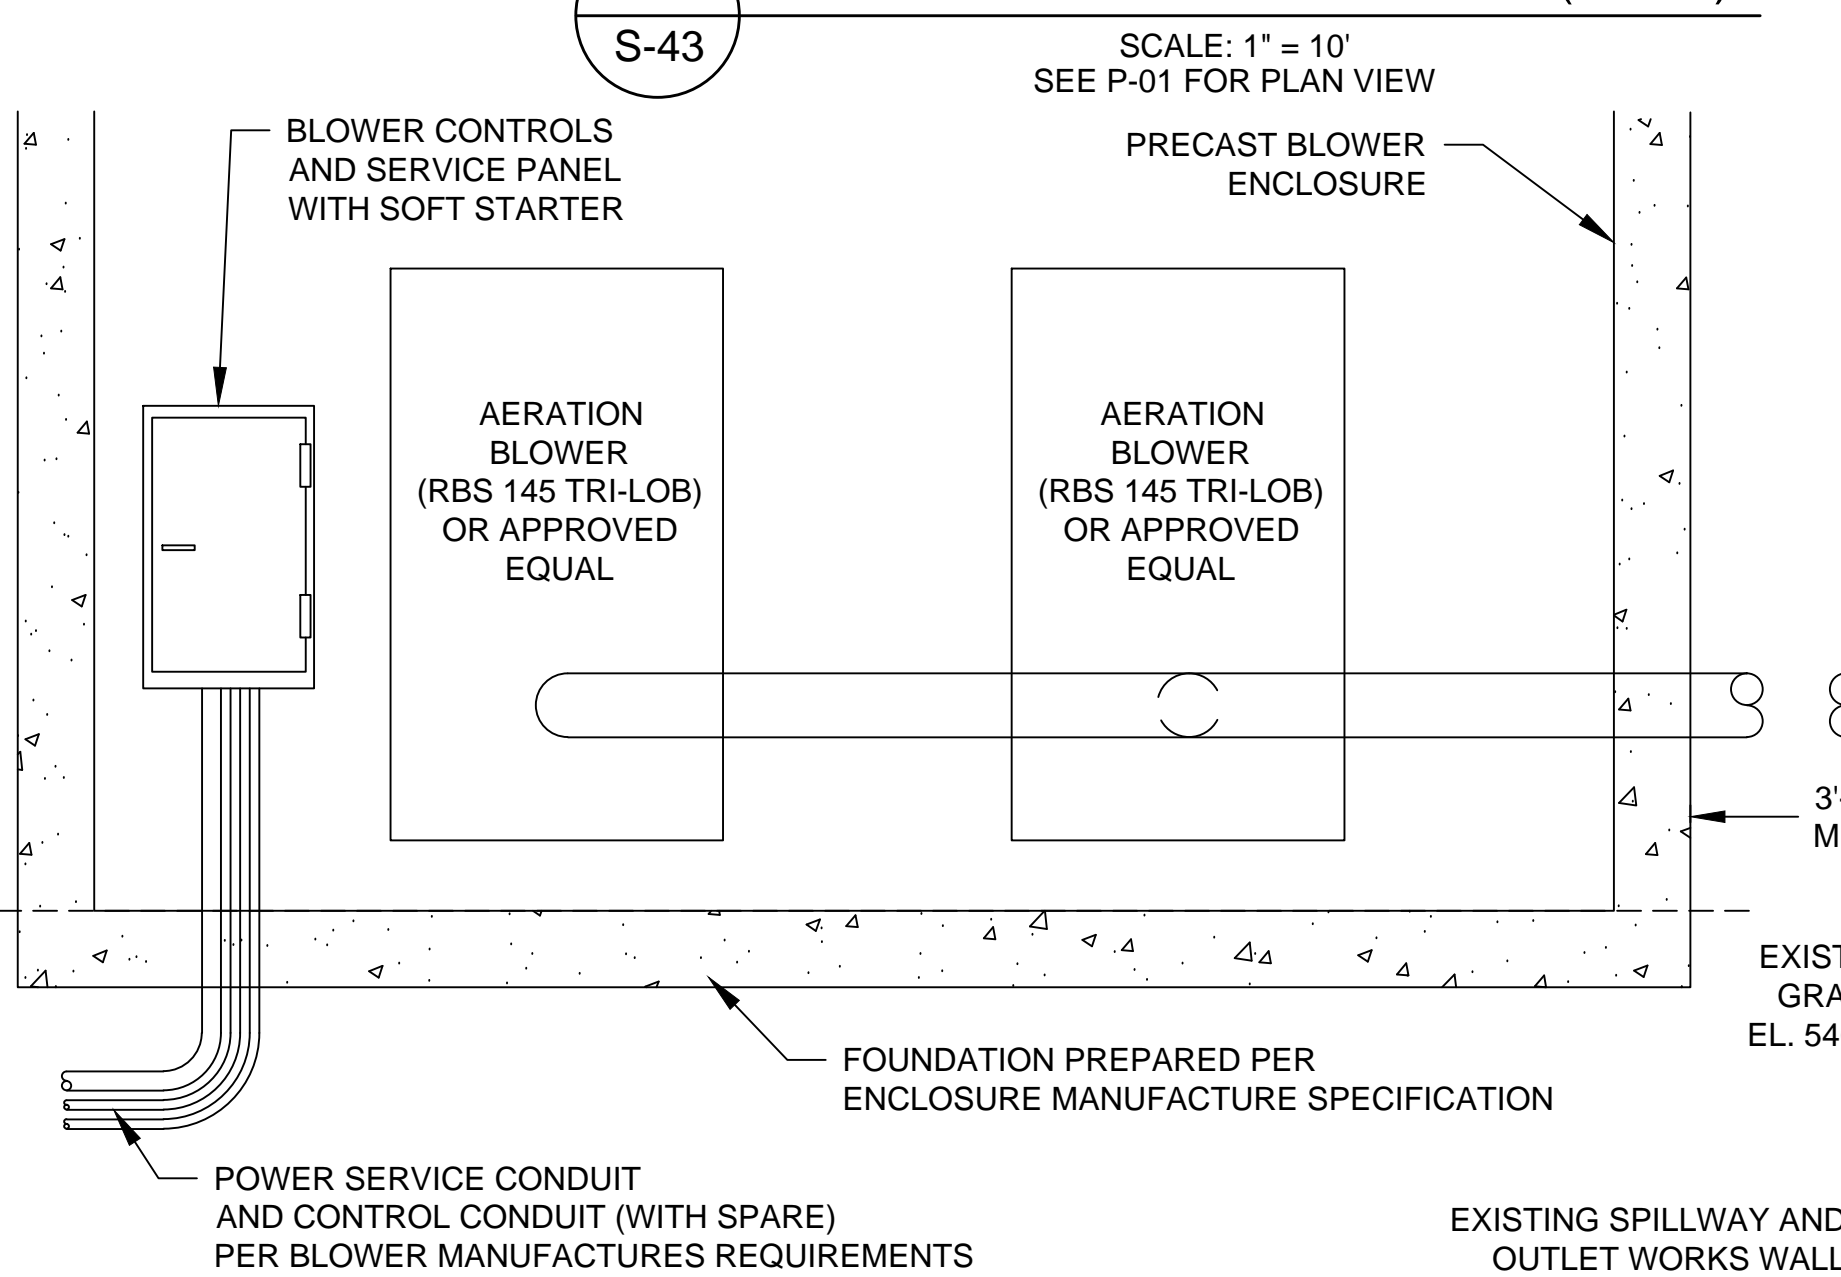 S-43
SCALE: 1" = 10'
SEE P-01 FOR PLAN VIEW
BLOWER CONTROLS
AND SERVICE PANEL
WITH SOFT STARTER
PRECAST BLOWER
ENCLOSURE
AERATION
BLOWER
(RBS 145 TRI-LOB)
OR APPROVED
EQUAL
AERATION
BLOWER
(RBS 145 TRI-LOB)
OR APPROVED
EQUAL
FOUNDATION PREPARED PER
ENCLOSURE MANUFACTURE SPECIFICATION
EL. 54
POWER SERVICE CONDUIT
AND CONTROL CONDUIT (WITH SPARE)
PER BLOWER MANUFACTURES REQUIREMENTS
EXISTING SPILLWAY AND
OUTLET WORKS WALL